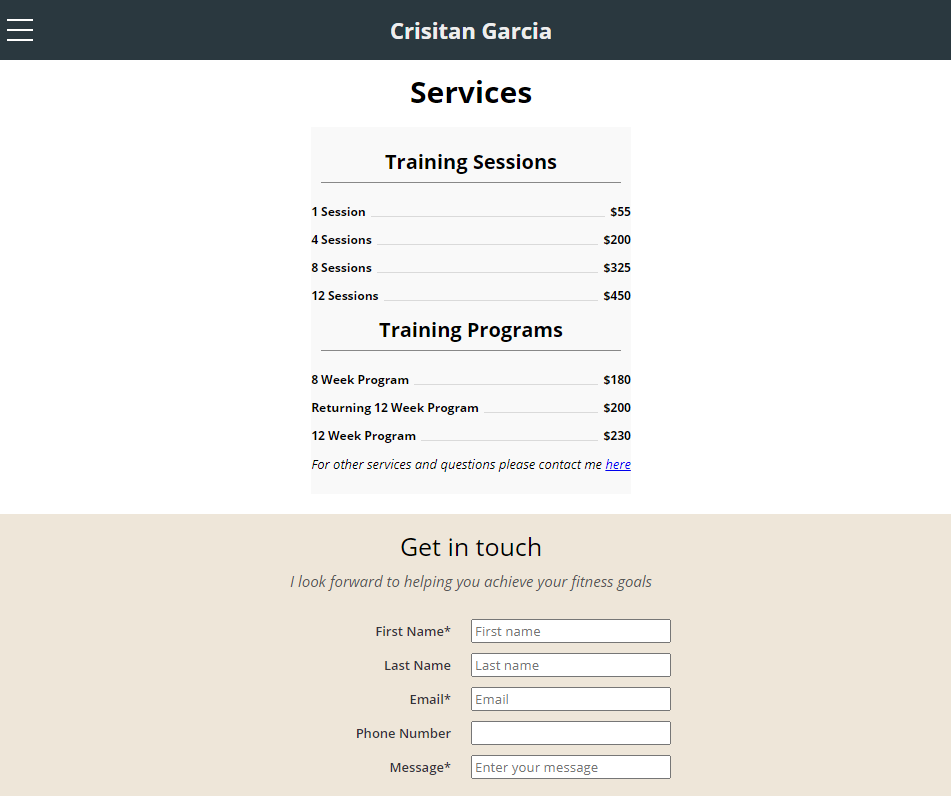 Crisitan Garcia
Services
Training Sessions
1 Session $55
4 Sessions $200
8 Sessions $325
12 Sessions $450
Training Programs
8 Week Program $180
Returning 12 Week Program $200
12 Week Program $230
For other services and questions please contact me here
Get in touch
I look forward to helping you achieve your fitness goals
First Name* First name
Last Name Last name
Email* Email
Phone Number
Message* Enter your message